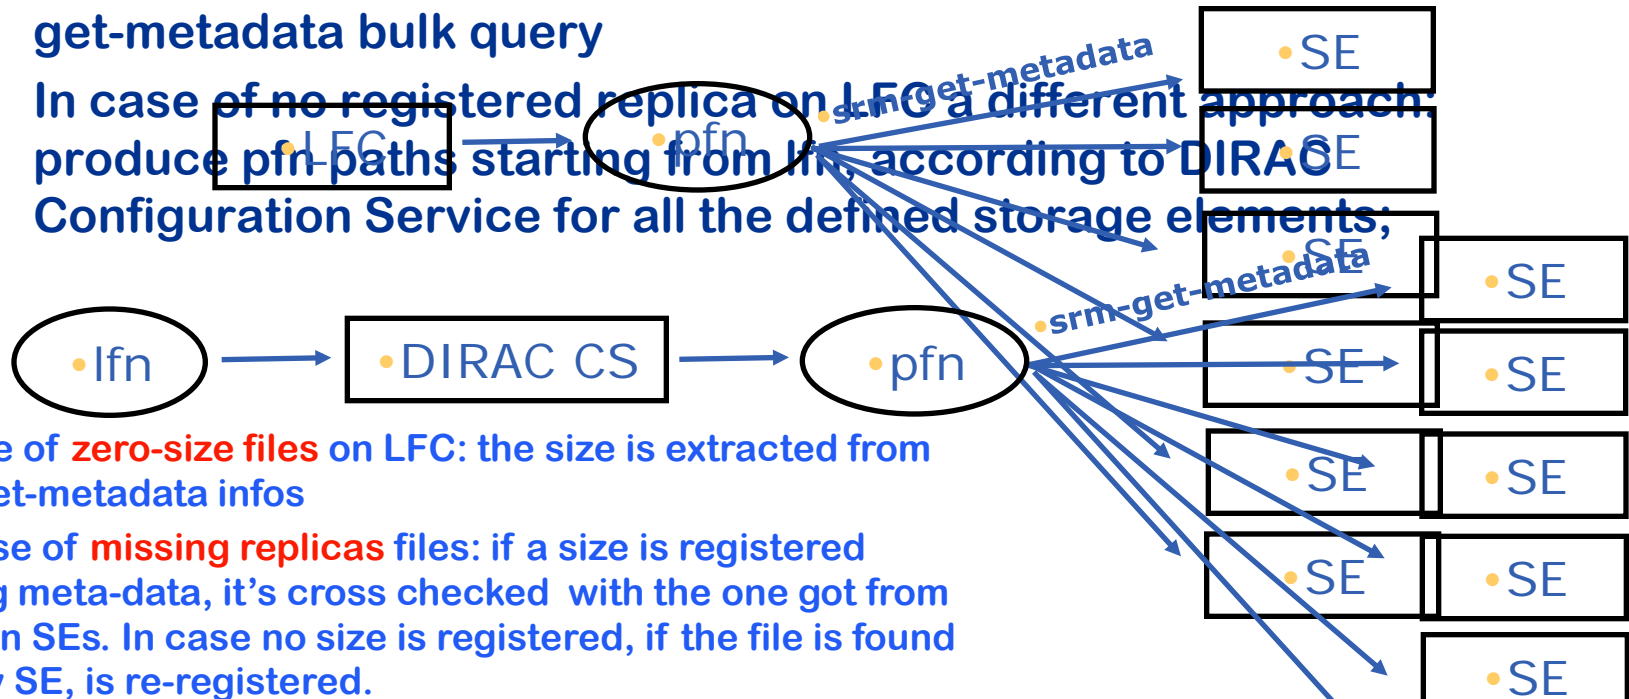 get-metadata bulk query
In case of no registered replica on LFC a different approach:
produce pfn paths starting from lfn, according to DIRAC
Configuration Service for all the defined storage elements;
•LFC
•pfn
•srm-get-metadata
•SE
•SE
•SE
•SE
•SE
•SE
•lfn
•DIRAC CS
•pfn
•srm-get-metadata
•SE
•SE
•SE
•SE
•SE
e of zero-size files on LFC: the size is extracted from
et-metadata infos
se of missing replicas files: if a size is registered
g meta-data, it's cross checked with the one got from
n SEs. In case no size is registered, if the file is found
y SE, is re-registered.